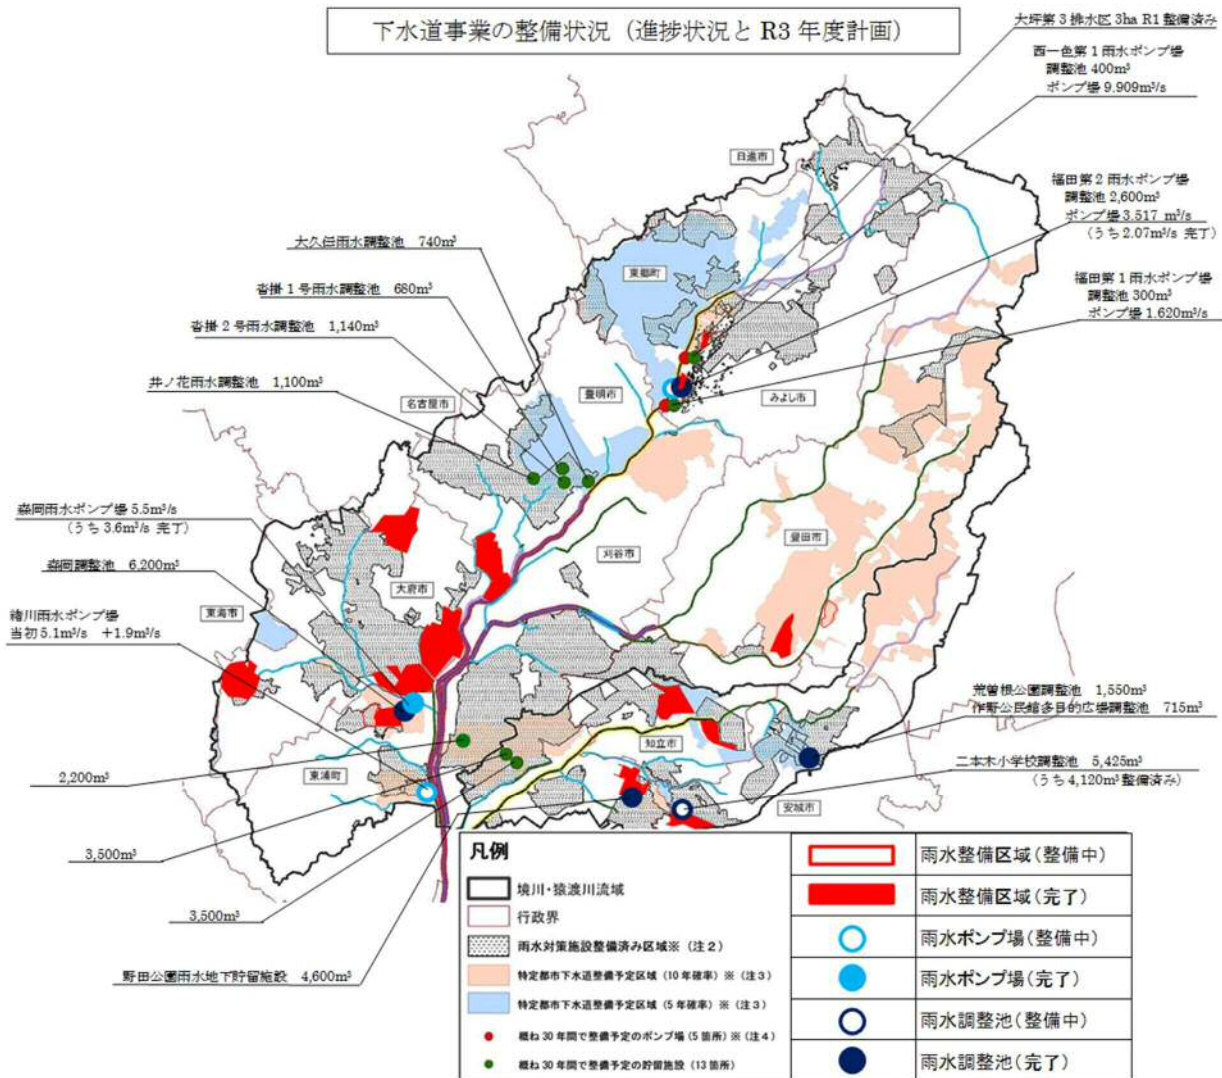 下水道事業の整備状況（進捗状況と R3 年度計画）
大坪第 3 排水区 3ha R1 整備済み
西一色第 1 雨水ポンプ場
調整池 400m³
ポンプ場 9.909m³/s
福田第 2 雨水ポンプ場
調整池 2,600m³
ポンプ場 3.517 m³/s
（うち 2.07m³/s 完了）
福田第 1 雨水ポンプ場
調整池 300m³
ポンプ場 1.620m³/s
大久伝雨水調整池 740m³
沓掛 1 号雨水調整池 680m³
沓掛 2 号雨水調整池 1,140m³
井ノ花雨水調整池 1,100m³
日進市
東郷町
豊明市
名古屋市
みよし市
森岡雨水ポンプ場 5.5m³/s
（うち 3.6m³/s 完了）
森岡調整池 6,200m³
緒川雨水ポンプ場
当初 5.1m³/s ＋1.9m³/s
刈谷市
豊田市
大府市
東海市
知立市
東浦町
安城市
荒曽根公園調整池 1,550m³
作野公民館多目的広場調整池 715m³
二本木小学校調整池 5,425m³
（うち 4,120m³ 整備済み）
2,200m³
3,500m³
3,500m³
野田公園雨水地下貯留施設 4,600m³
凡例
境川・猿渡川流域
行政界
雨水対策施設整備済み区域※（注２）
特定都市下水道整備予定区域（10 年確率）※（注３）
特定都市下水道整備予定区域（5 年確率）※（注３）
概ね 30 年間で整備予定のポンプ場（5 箇所）※（注４）
概ね 30 年間で整備予定の貯留施設（13 箇所）
雨水整備区域（整備中）
雨水整備区域（完了）
雨水ポンプ場（整備中）
雨水ポンプ場（完了）
雨水調整池（整備中）
雨水調整池（完了）